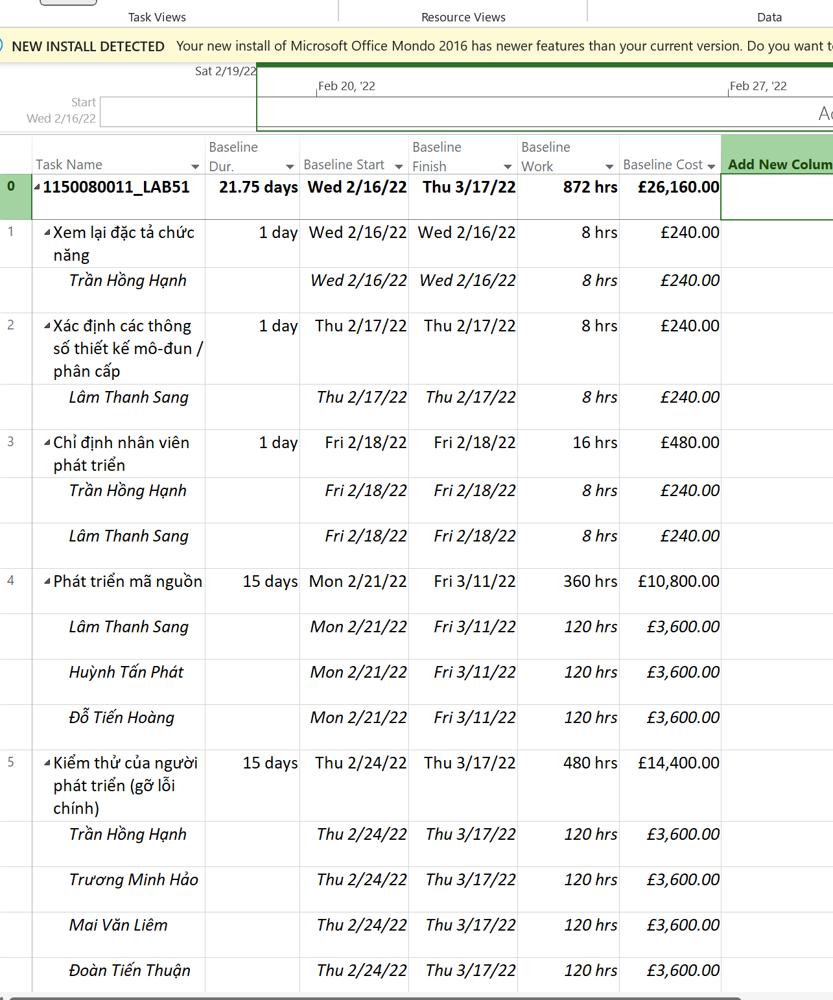 Task Views
Resource Views
Data
NEW INSTALL DETECTED Your new install of Microsoft Office Mondo 2016 has newer features than your current version. Do you want
Sat 2/19/22
Feb 20, '22
Feb 27, '22
Start
Wed 2/16/22
Task Name
Baseline Dur.
Baseline Start
Baseline Finish
Baseline Work
Baseline Cost
Add New
0 1150080011_LAB51 21.75 days Wed 2/16/22 Thu 3/17/22 872 hrs £26,160.00
1 Xem lại đặc tả chức 1 day Wed 2/16/22 Wed 2/16/22 8 hrs £240.00
năng
Trần Hồng Hạnh Wed 2/16/22 Wed 2/16/22 8 hrs £240.00
2 Xác định các thông 1 day Thu 2/17/22 Thu 2/17/22 8 hrs £240.00
số thiết kế mô-đun /
phân cấp
Lâm Thanh Sang Thu 2/17/22 Thu 2/17/22 8 hrs £240.00
3 Chỉ định nhân viên 1 day Fri 2/18/22 Fri 2/18/22 16 hrs £480.00
phát triển
Trần Hồng Hạnh Fri 2/18/22 Fri 2/18/22 8 hrs £240.00
Lâm Thanh Sang Fri 2/18/22 Fri 2/18/22 8 hrs £240.00
4 Phát triển mã nguồn 15 days Mon 2/21/22 Fri 3/11/22 360 hrs £10,800.00
Lâm Thanh Sang Mon 2/21/22 Fri 3/11/22 120 hrs £3,600.00
Huỳnh Tấn Phát Mon 2/21/22 Fri 3/11/22 120 hrs £3,600.00
Đỗ Tiến Hoàng Mon 2/21/22 Fri 3/11/22 120 hrs £3,600.00
5 Kiểm thử của người 15 days Thu 2/24/22 Thu 3/17/22 480 hrs £14,400.00
phát triển (gỡ lỗi
chính)
Trần Hồng Hạnh Thu 2/24/22 Thu 3/17/22 120 hrs £3,600.00
Trương Minh Hảo Thu 2/24/22 Thu 3/17/22 120 hrs £3,600.00
Mai Văn Liêm Thu 2/24/22 Thu 3/17/22 120 hrs £3,600.00
Đoàn Tiến Thuận Thu 2/24/22 Thu 3/17/22 120 hrs £3,600.00